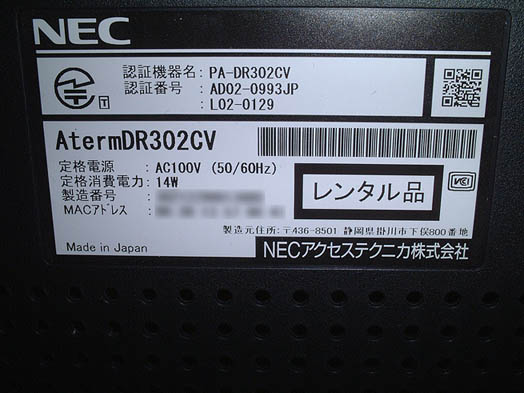 NEC
認証機器名: PA-DR302CV
認証番号 : AD02-0993JP
: L02-0129
T
AtermDR302CV
定格電源 : AC100V (50/60Hz)
定格消費電力: 14W
製造番号 :
MACアドレス :
レンタル品
VCI
製造元住所: 〒436-8501 静岡県掛川市下俣800番地
Made in Japan
NECアクセステクニカ株式会社